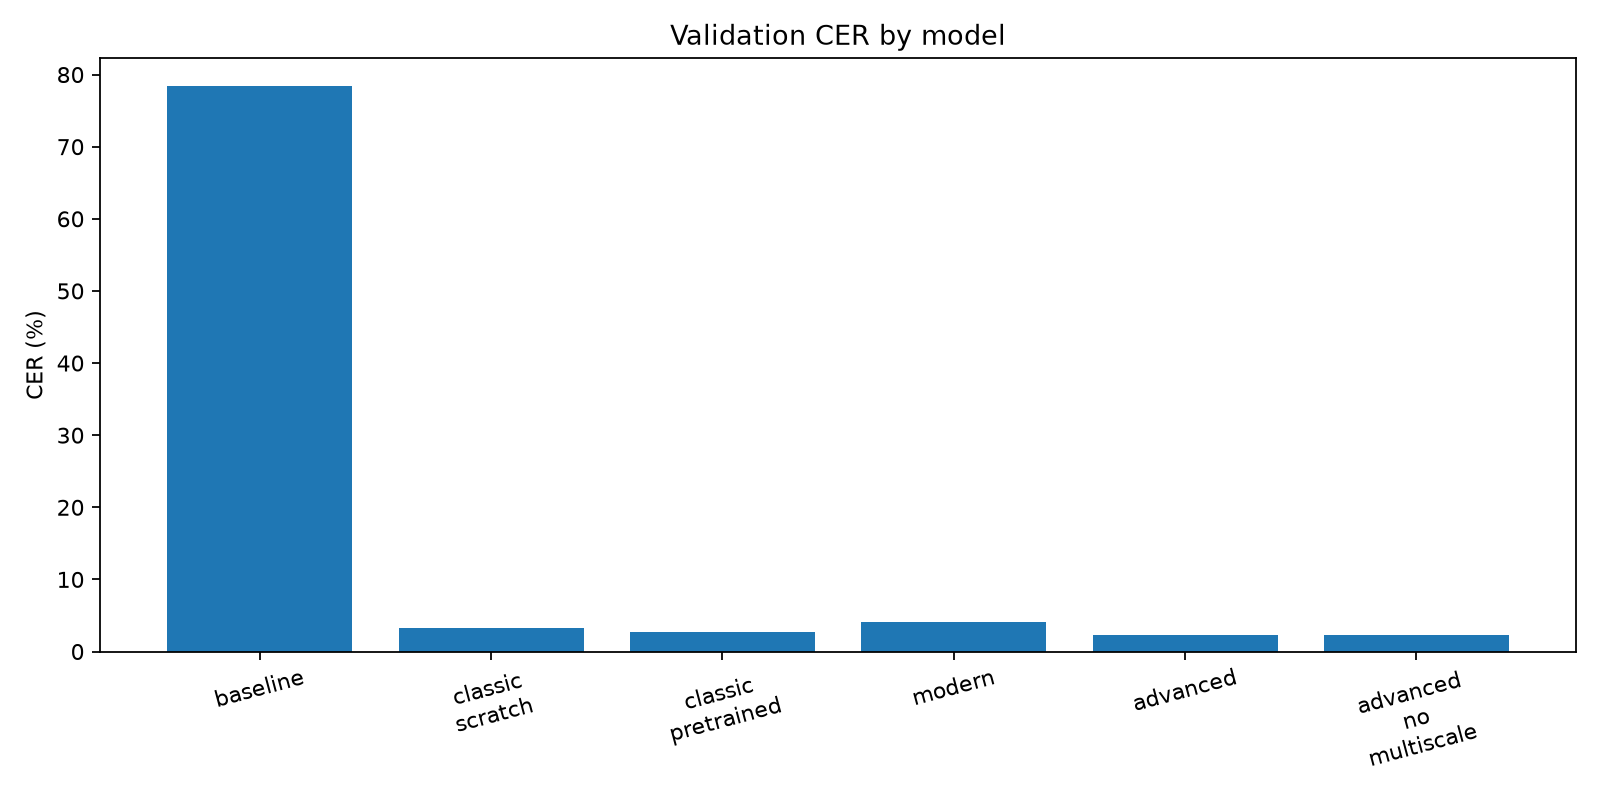 Validation CER by model
CER (%)
80
70
60
50
40
30
20
10
0
baseline
classic
scratch
classic
pretrained
modern
advanced
advanced
no
multiscale